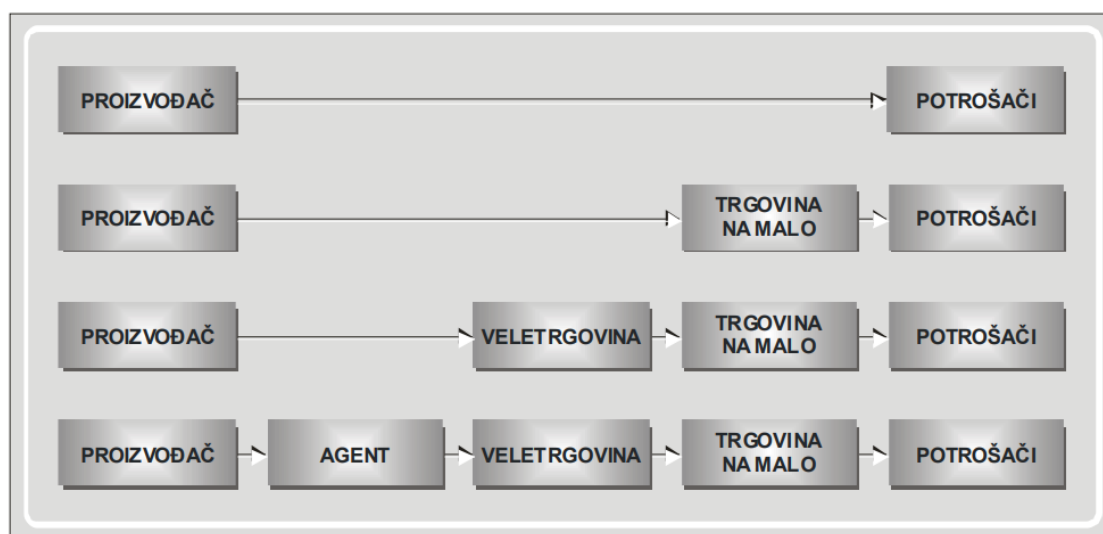 PROIZVOĐAČ
POTROŠAČI
PROIZVOĐAČ
TRGOVINA
NA MALO
POTROŠAČI
PROIZVOĐAČ
VELETRGOVINA
TRGOVINA
NA MALO
POTROŠAČI
PROIZVOĐAČ
AGENT
VELETRGOVINA
TRGOVINA
NA MALO
POTROŠAČI